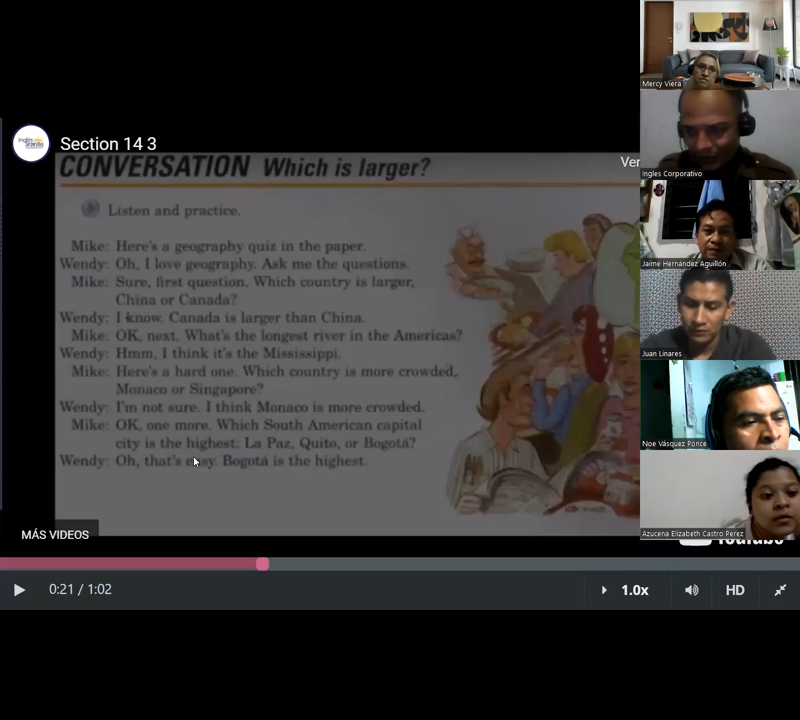 Section 14 3
Ver
CONVERSATION Which is larger?
Listen and practice.
Mike: Here's a geography quiz in the paper.
Wendy: Oh, I love geography. Ask me the questions.
Mike: Sure, first question. Which country is larger,
China or Canada?
Wendy: I know. Canada is larger than China.
Mike: OK, next. What's the longest river in the Americas?
Wendy: Hmm, I think it's the Mississippi.
Mike: Here's a hard one. Which country is more crowded,
Monaco or Singapore?
Wendy: I'm not sure. I think Monaco is more crowded.
Mike: OK, one more. Which South American capital
city is the highest: La Paz, Quito, or Bogotá?
Wendy: Oh, that's easy. Bogotá is the highest.
MÁS VIDEOS
0:21 / 1:02
1.0x
HD
Mercy Viera
Ingles Corporativo
Jaime Hernández Aguillón
Juan Linares
Noe Vásquez Ponce
Azucena Elizabeth Castro Perez
YouTube